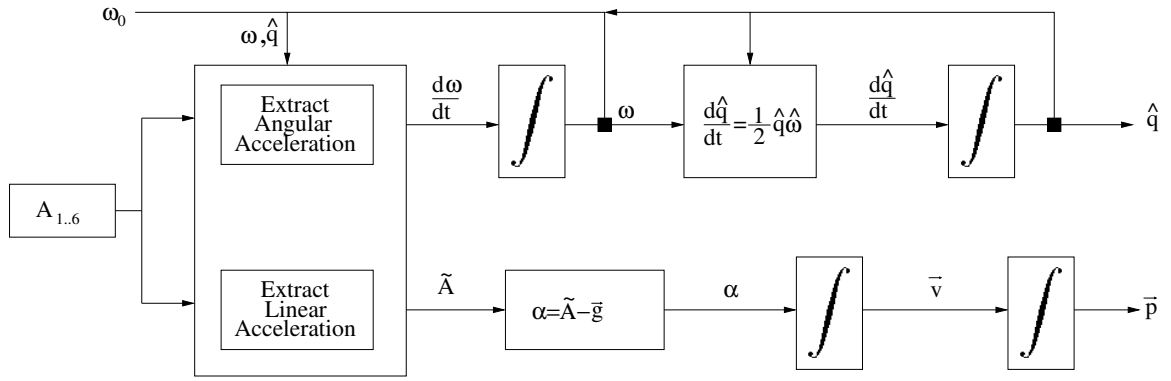 ω₀
ω,q̂
Extract
Angular
Acceleration
dω/dt
∫
ω
dq̂/dt=1/2 q̂ω̂
dq̂/dt
∫
q̂
A₁..₆
Extract
Linear
Acceleration
Ã
α=Ã−g⃗
α
∫
v⃗
∫
p⃗